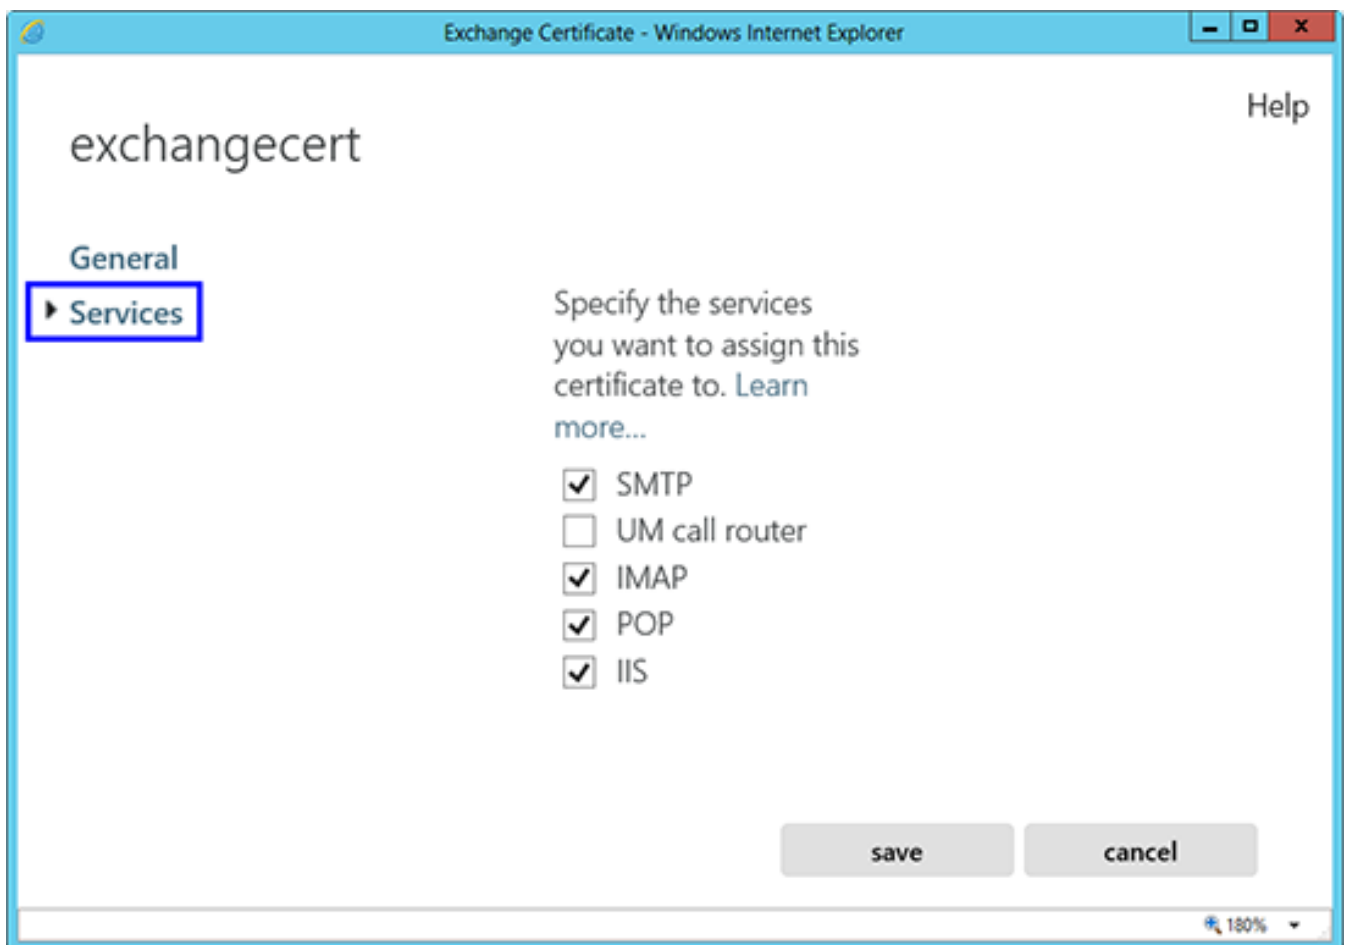 Exchange Certificate - Windows Internet Explorer
Help
exchangecert
General
Services
Specify the services
you want to assign this
certificate to. Learn
more...
SMTP
UM call router
IMAP
POP
IIS
save
cancel
180%